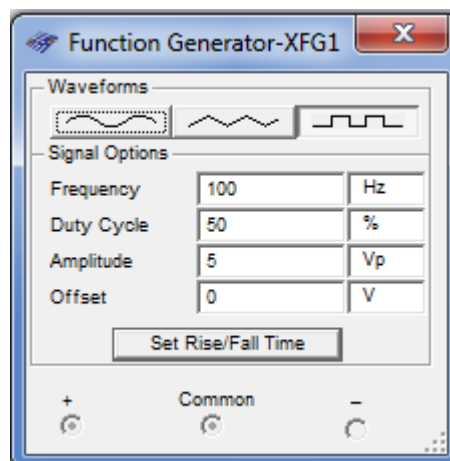 Function Generator-XFG1
Waveforms
Signal Options
Frequency 100 Hz
Duty Cycle 50 %
Amplitude 5 Vp
Offset 0 V
Set Rise/Fall Time
+ Common –